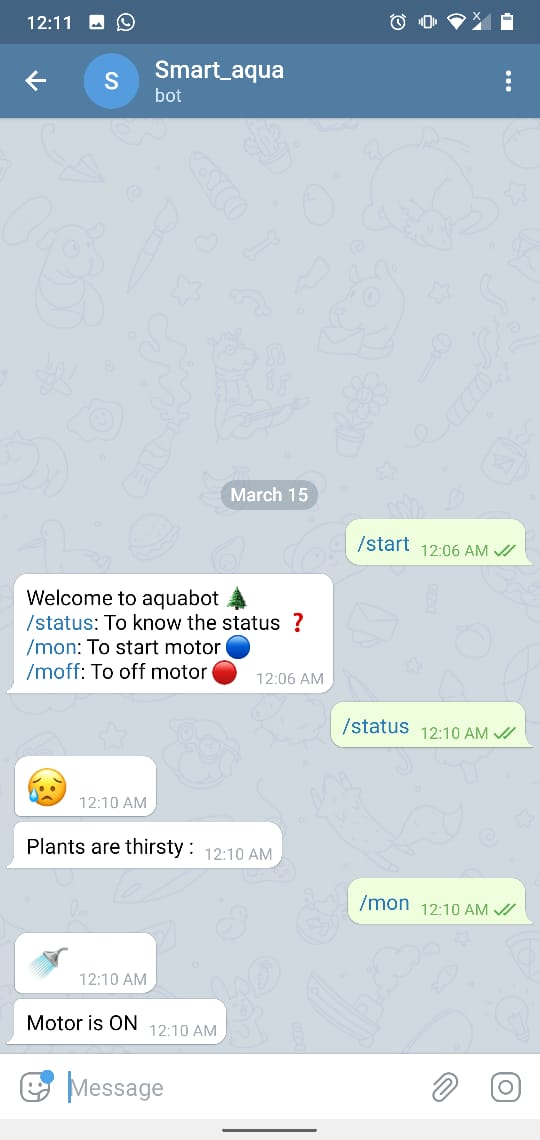 12:11
S
Smart_aqua
bot
March 15
/start 12:06 AM
Welcome to aquabot 🌲
/status: To know the status ❓
/mon: To start motor 🔵
/moff: To off motor 🔴 12:06 AM
/status 12:10 AM
😥 12:10 AM
Plants are thirsty : 12:10 AM
/mon 12:10 AM
🚿 12:10 AM
Motor is ON 12:10 AM
Message